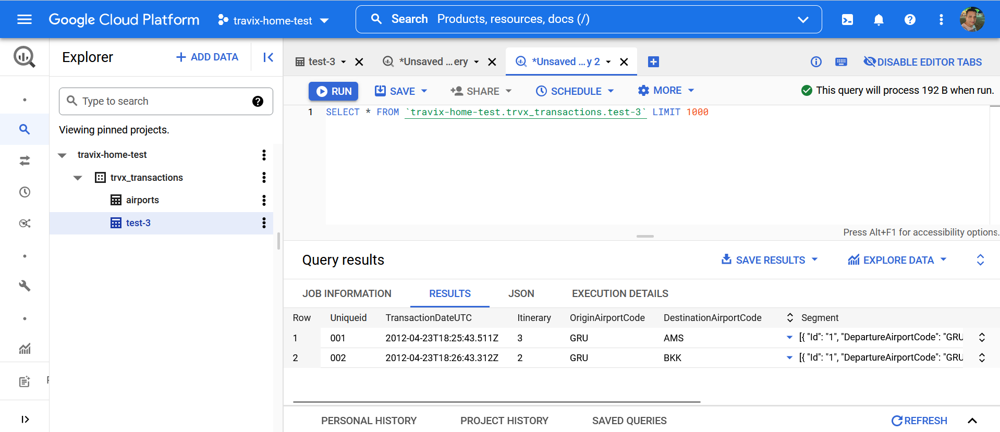 Google Cloud Platform travix-home-test Search Products, resources, docs (/)
Explorer + ADD DATA
test-3 *Unsaved ...ery *Unsaved ...y 2 DISABLE EDITOR TABS
RUN SAVE SHARE SCHEDULE MORE This query will process 192 B when run.
Type to search
Viewing pinned projects.
travix-home-test
trvx_transactions
airports
test-3
1 SELECT * FROM `travix-home-test.trvx_transactions.test-3` LIMIT 1000
Press Alt+F1 for accessibility options.
Query results SAVE RESULTS EXPLORE DATA
JOB INFORMATION RESULTS JSON EXECUTION DETAILS
Row Uniqueid TransactionDateUTC Itinerary OriginAirportCode DestinationAirportCode Segment
1 001 2012-04-23T18:25:43.511Z 3 GRU AMS [{ "Id": "1", "DepartureAirportCode": "GRU
2 002 2012-04-23T18:26:43.312Z 2 GRU BKK [{ "Id": "1", "DepartureAirportCode": "GRU
PERSONAL HISTORY PROJECT HISTORY SAVED QUERIES REFRESH